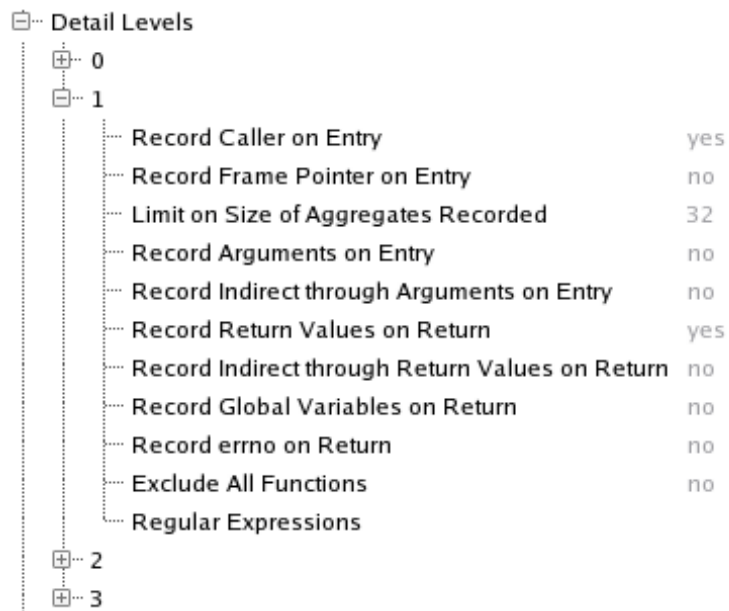 Detail Levels
0
1
Record Caller on Entry yes
Record Frame Pointer on Entry no
Limit on Size of Aggregates Recorded 32
Record Arguments on Entry no
Record Indirect through Arguments on Entry no
Record Return Values on Return yes
Record Indirect through Return Values on Return no
Record Global Variables on Return no
Record errno on Return no
Exclude All Functions no
Regular Expressions
2
3